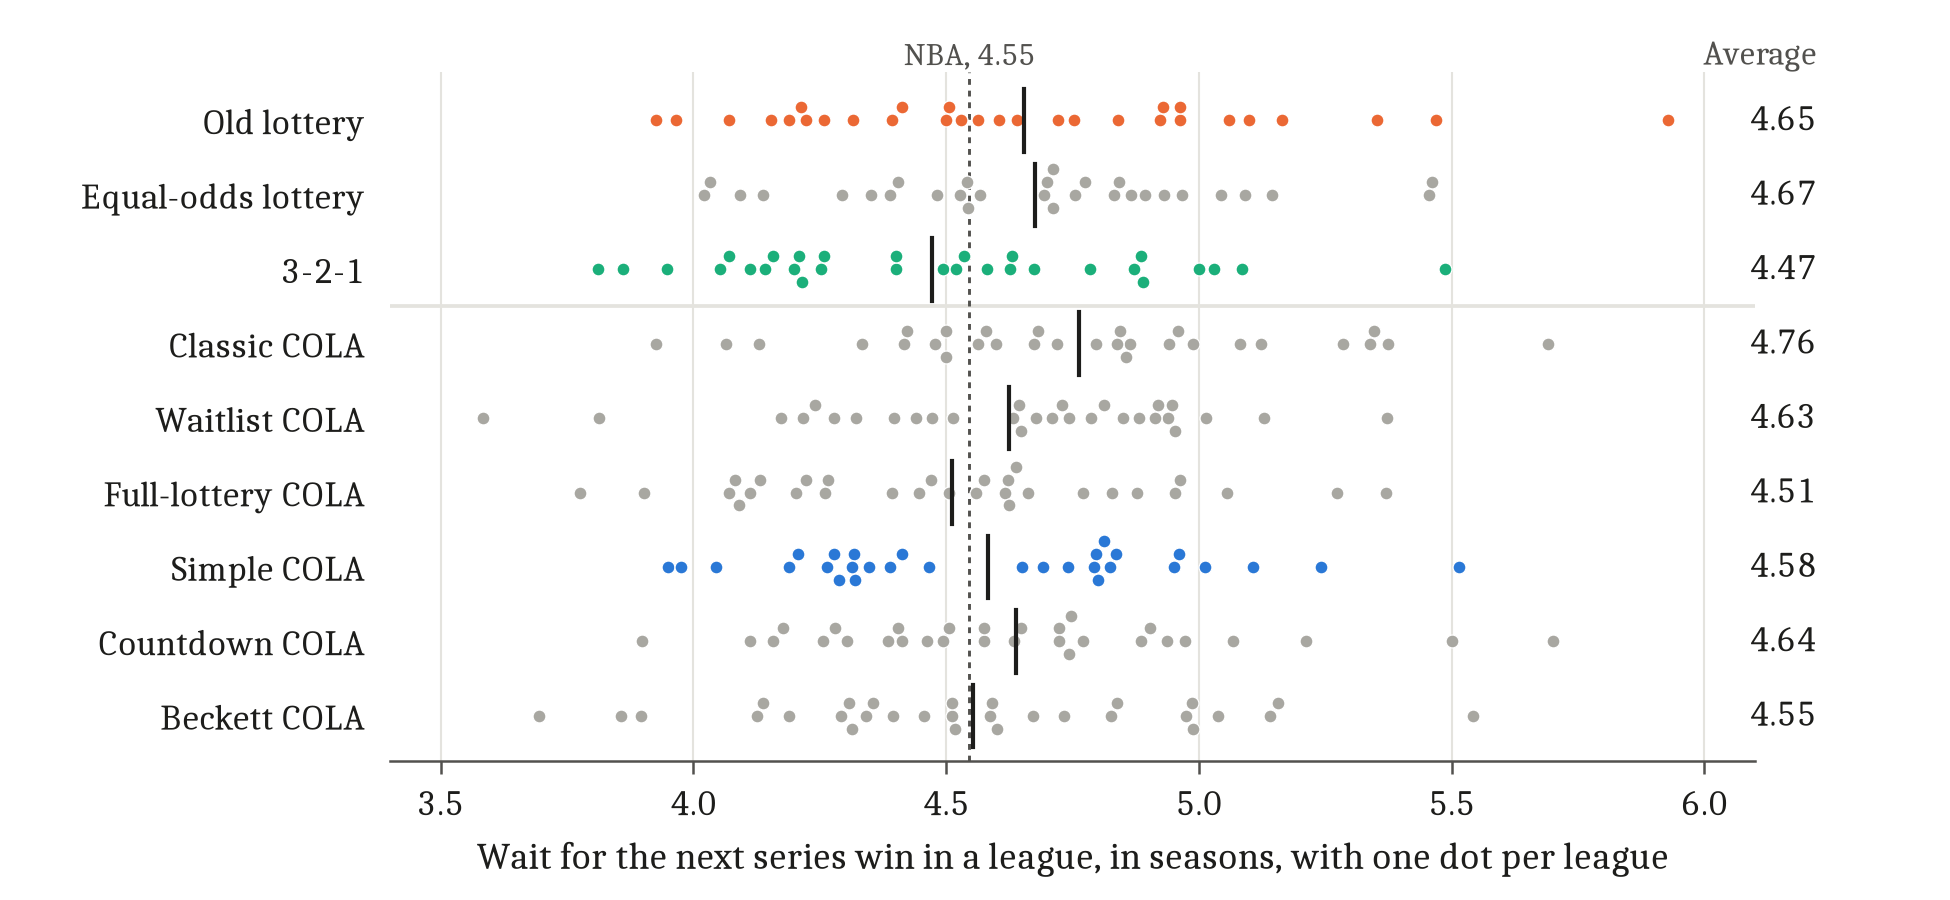 NBA, 4.55
Average
Old lottery 4.65
Equal-odds lottery 4.67
3-2-1 4.47
Classic COLA 4.76
Waitlist COLA 4.63
Full-lottery COLA 4.51
Simple COLA 4.58
Countdown COLA 4.64
Beckett COLA 4.55
3.5 4.0 4.5 5.0 5.5 6.0
Wait for the next series win in a league, in seasons, with one dot per league